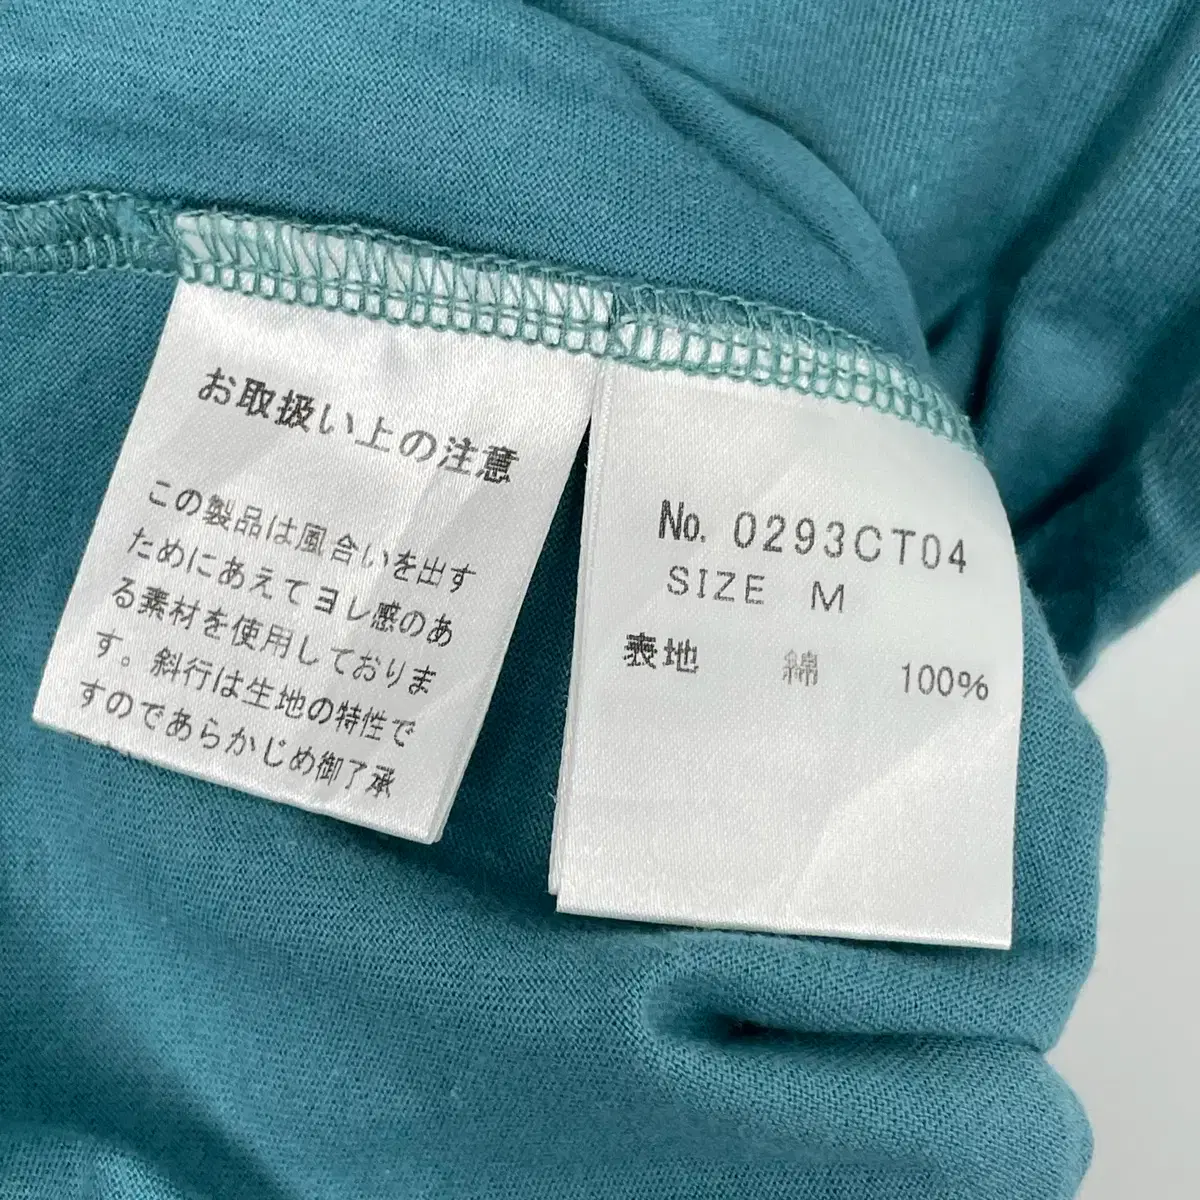 お取扱い上の注意
この製品は風合いを出す
ためにあえてヨレ感のあ
る素材を使用しておりま
す。斜行は生地の特性で
すのであらかじめ御了承
No. 0293CT04
SIZE M
表地 綿 100%